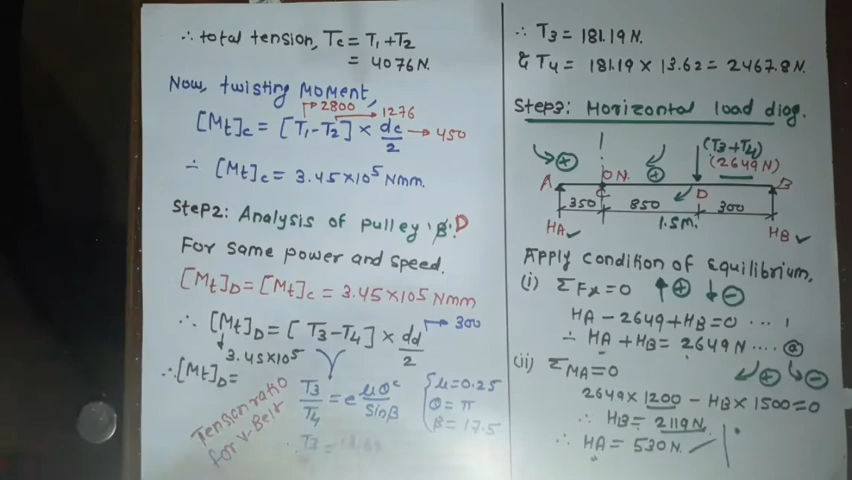 ∴ total tension, Tc = T1 + T2
= 4076 N.
Now, twisting Moment,
→ 2800 → 1276
[Mt]c = [T1 - T2] × dc/2 → 450
∴ [Mt]c = 3.45 × 10^5 Nmm.
Step2: Analysis of pulley 'B' D
For same power and speed.
[Mt]D = [Mt]c = 3.45 × 105 Nmm
∴ [Mt]D = [T3 - T4] × dd/2 → 300
3.45 × 10^5
∴ [Mt]D =
Tension ratio
for V-Belt
T3/T4 = e μθc/sinβ
μ = 0.25
θ = π
β = 17.5
∴ T3 =
∴ T3 = 181.19 N.
& T4 = 181.19 × 13.62 = 2467.8 N.
Step3: Horizontal load diag.
(T3 + T4)
(2649 N)
A 0 N. C D B
350 850 300
1.5 m.
HA ✓ HB ✓
Apply condition of equilibrium,
(i) ΣFx = 0 ↑ ⊕ ↓ ⊖
HA - 2649 + HB = 0 ... 1
∴ HA + HB = 2649 N .... ⓐ
(ii) ΣMA = 0
2649 × 1200 - HB × 1500 = 0
∴ HB = 2119 N.
∴ HA = 530 N.